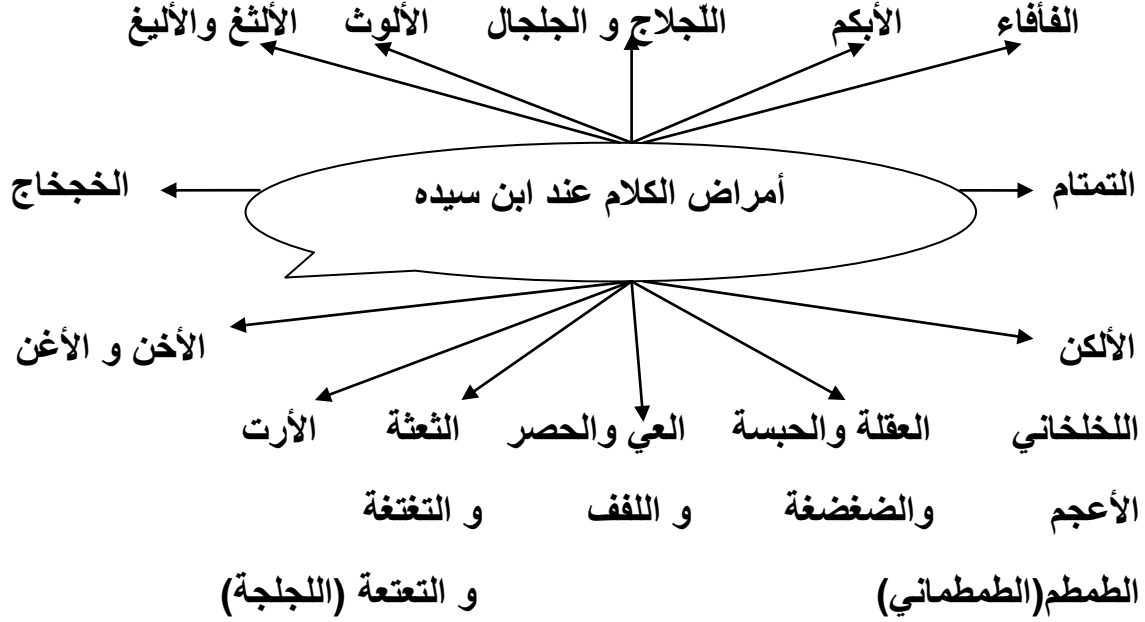 الفأفاء الأبكم اللّجلاج و الجلجال الألوث الألثغ والأليغ
التمتام أمراض الكلام عند ابن سيده الخجخاج
الألكن الأخن و الأغن
اللخلخاني العقلة والحبسة العي والحصر الثعثة الأرت
الأعجم والضغضغة و اللفف و التغتغة
الطمطم(الطمطماني) و التعتعة (اللجلجة)